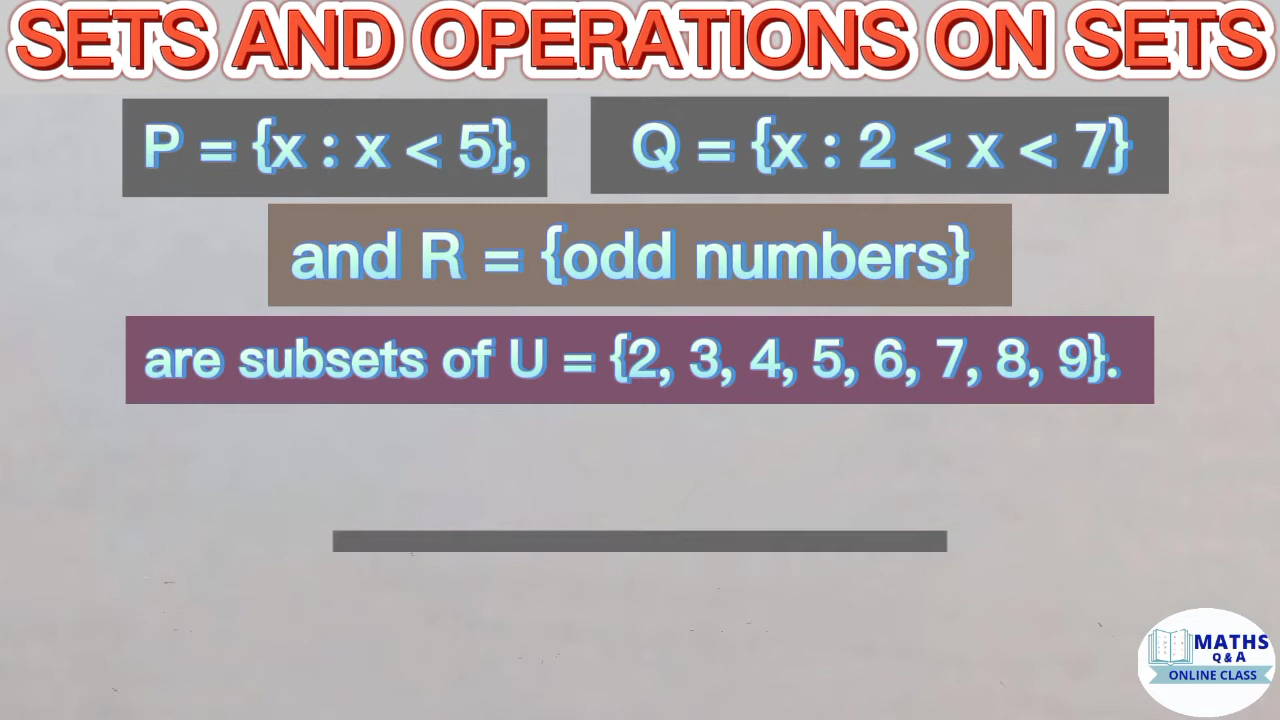 SETS AND OPERATIONS ON SETS
P = {x : x < 5}, Q = {x : 2 < x < 7}
and R = {odd numbers}
are subsets of U = {2, 3, 4, 5, 6, 7, 8, 9}.
MATHS
Q & A
ONLINE CLASS